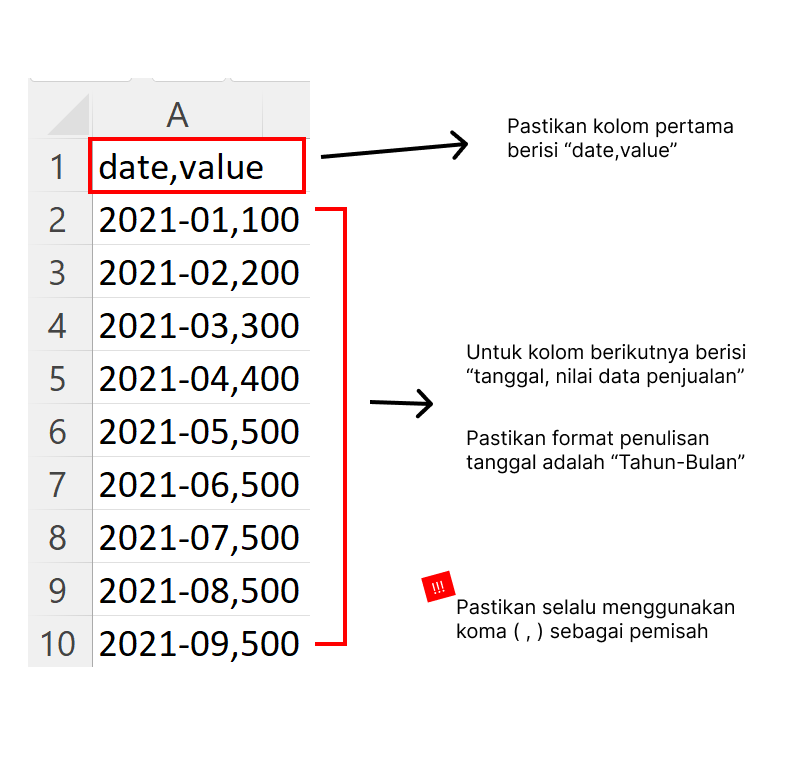 A
1 date,value
2 2021-01,100
3 2021-02,200
4 2021-03,300
5 2021-04,400
6 2021-05,500
7 2021-06,500
8 2021-07,500
9 2021-08,500
10 2021-09,500
Pastikan kolom pertama
berisi “date,value”
Untuk kolom berikutnya berisi
“tanggal, nilai data penjualan”
Pastikan format penulisan
tanggal adalah “Tahun-Bulan”
!!!
Pastikan selalu menggunakan
koma ( , ) sebagai pemisah